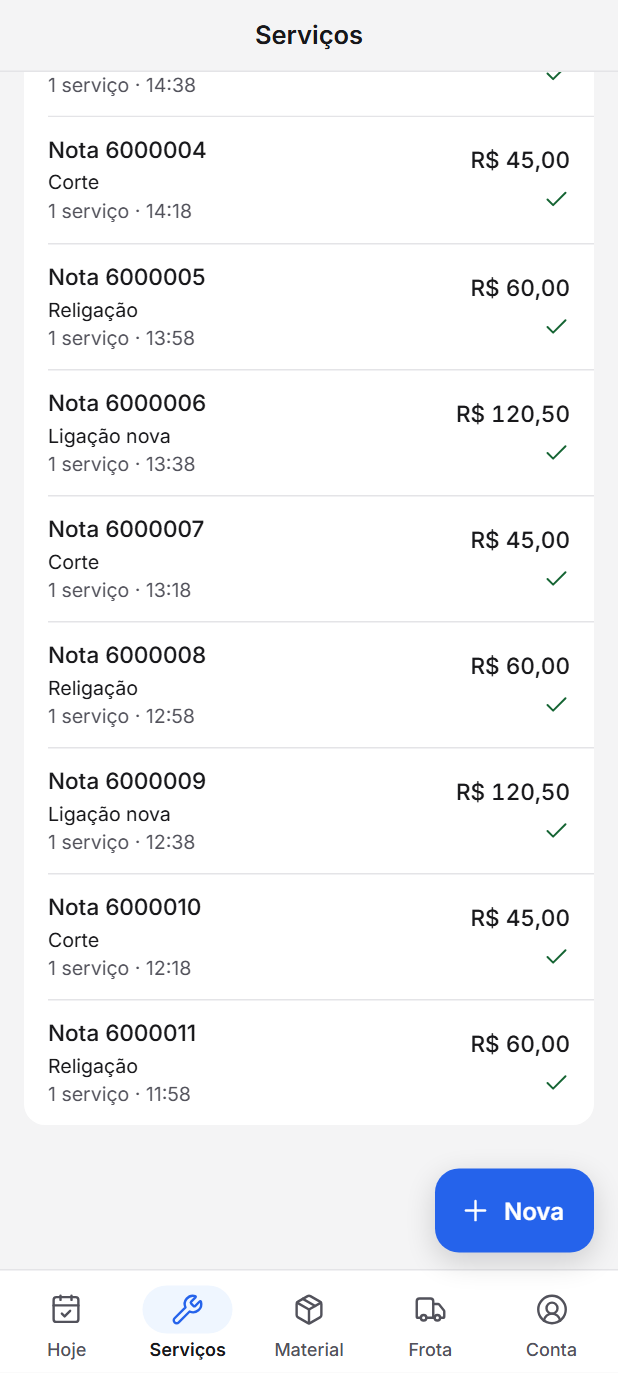 Serviços
1 serviço · 14:38
Nota 6000004
R$ 45,00
Corte
1 serviço · 14:18
Nota 6000005
R$ 60,00
Religação
1 serviço · 13:58
Nota 6000006
R$ 120,50
Ligação nova
1 serviço · 13:38
Nota 6000007
R$ 45,00
Corte
1 serviço · 13:18
Nota 6000008
R$ 60,00
Religação
1 serviço · 12:58
Nota 6000009
R$ 120,50
Ligação nova
1 serviço · 12:38
Nota 6000010
R$ 45,00
Corte
1 serviço · 12:18
Nota 6000011
R$ 60,00
Religação
1 serviço · 11:58
Nova
Hoje
Serviços
Material
Frota
Conta